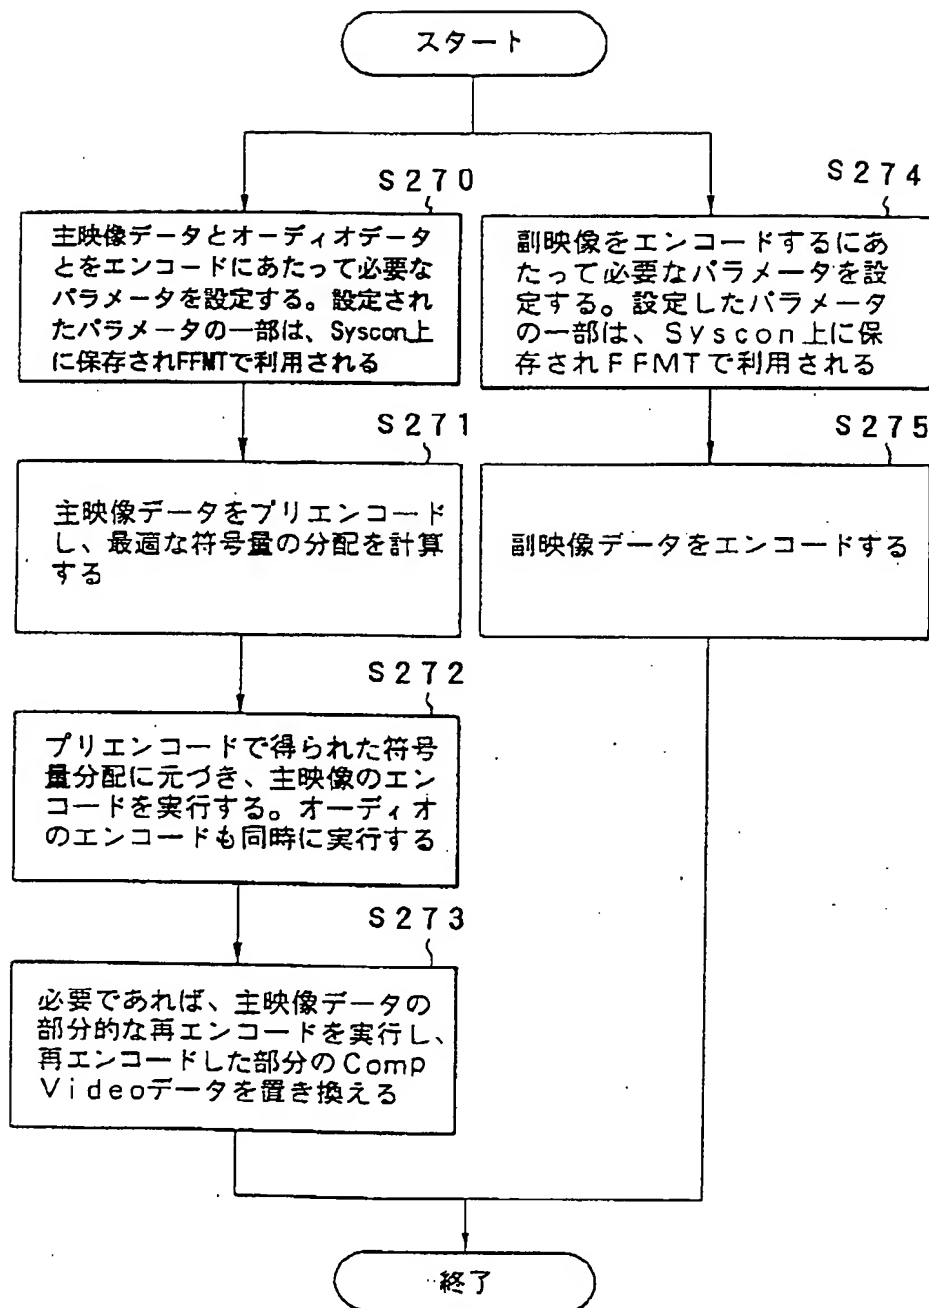 スタート
S270
主映像データとオーディオデータ
とをエンコードにあたって必要な
パラメータを設定する。設定され
たパラメータの一部は、Syscon上
に保存されFFMTで利用される
S274
副映像をエンコードするにあ
たって必要なパラメータを設
定する。設定したパラメータ
の一部は、Syscon上に保
存されFFMTで利用される
S271
主映像データをプリエンコード
し、最適な符号量の分配を計算
する
S275
副映像データをエンコードする
S272
プリエンコードで得られた符号
量分配に元づき、主映像のエン
コードを実行する。オーディオ
のエンコードも同時に実行する
S273
必要であれば、主映像データの
部分的な再エンコードを実行し、
再エンコードした部分のComp
Videoデータを置き換える
終了